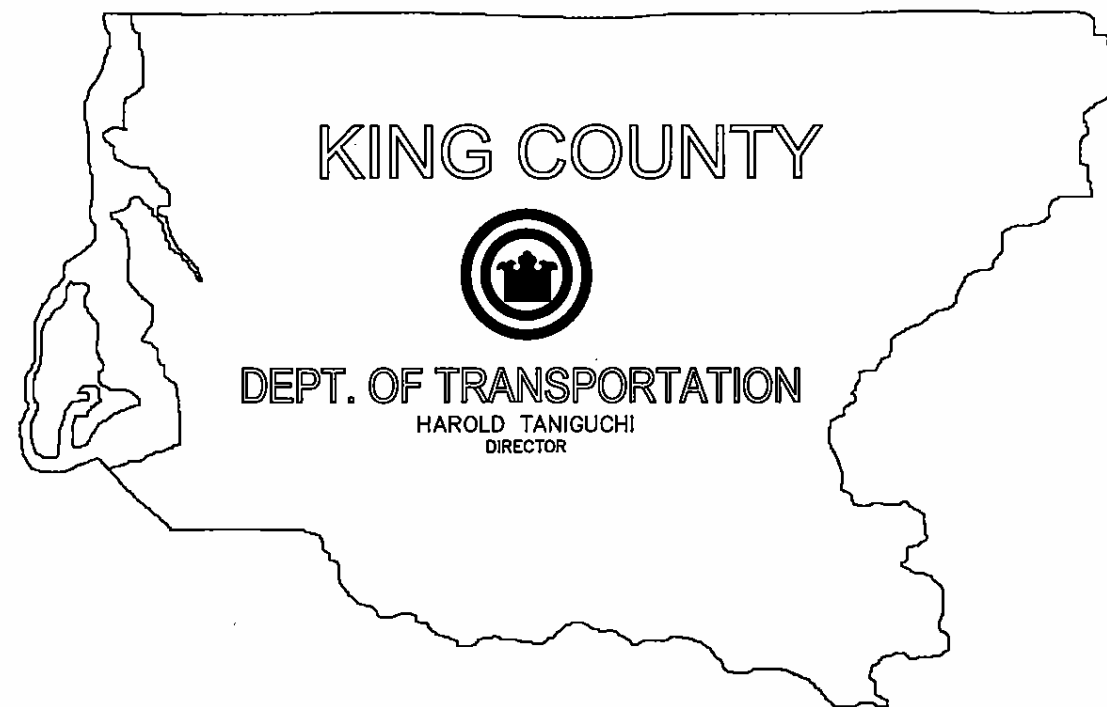 KING COUNTY
DEPT. OF TRANSPORTATION
HAROLD TANIGUCHI
DIRECTOR